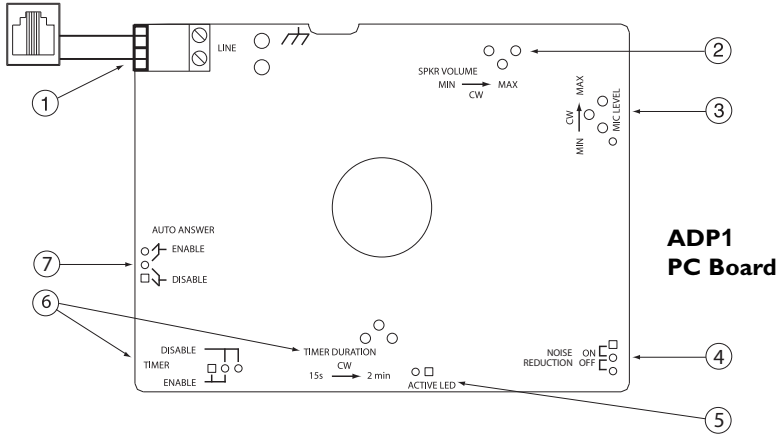 LINE
SPKR VOLUME
MIN MAX
CW
MIN CW MAX
MIC LEVEL
1
2
3
ADP1
PC Board
AUTO ANSWER
ENABLE
DISABLE
7
6
DISABLE
TIMER
ENABLE
TIMER DURATION
CW
15s 2 min
ACTIVE LED
NOISE ON
REDUCTION OFF
4
5